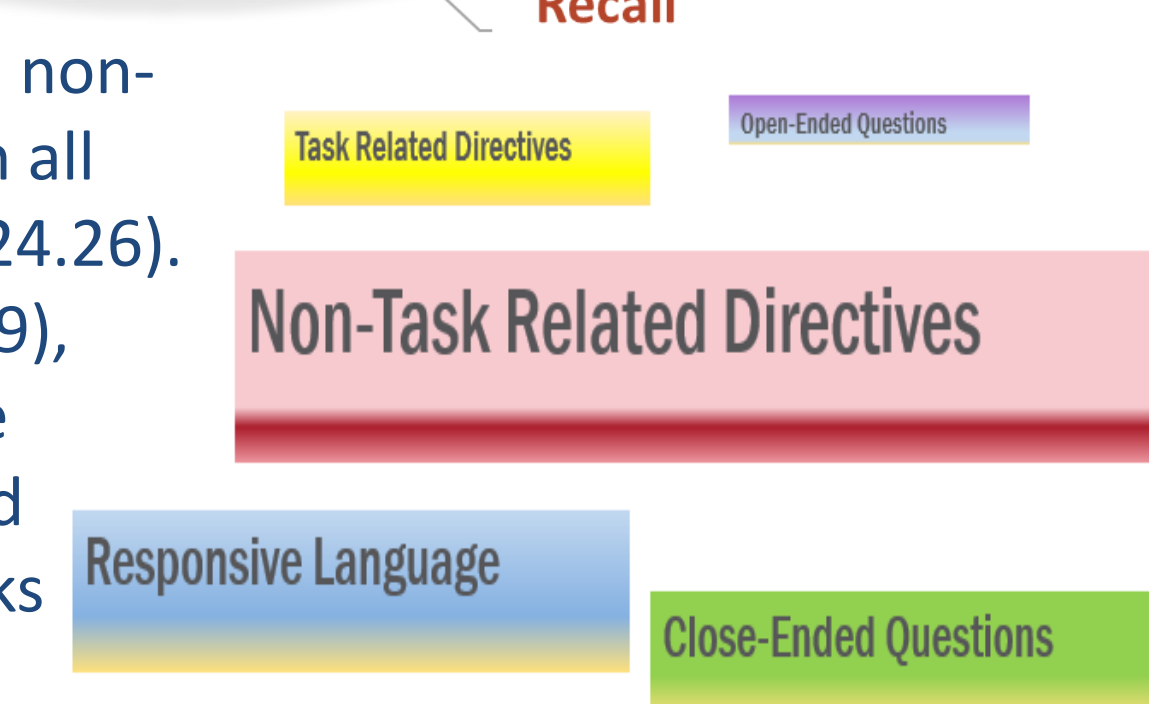 Recall
non-
all
24.26).
9),
Task Related Directives
Open-Ended Questions
Non-Task Related Directives
Responsive Language
Close-Ended Questions